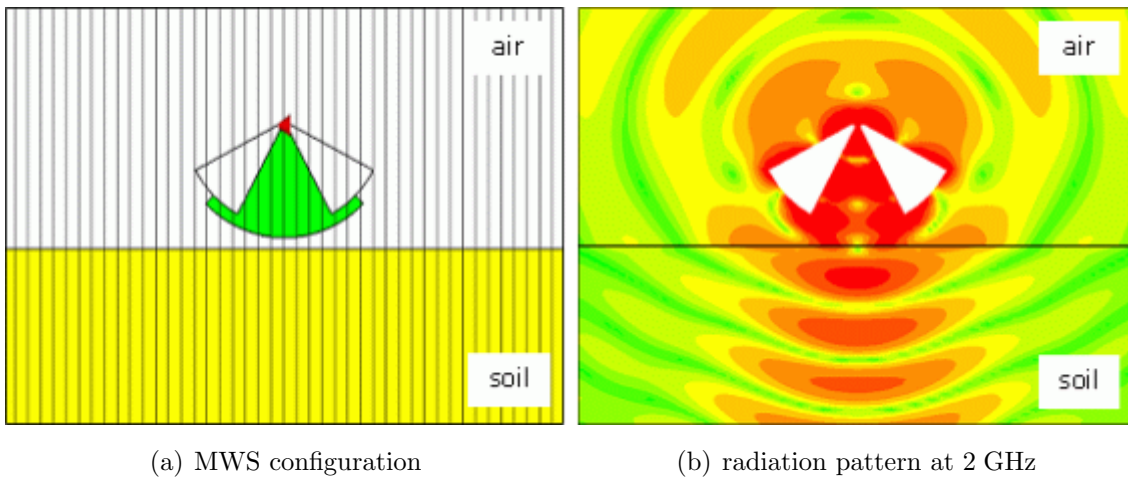 air
soil
air
soil
(a) MWS configuration
(b) radiation pattern at 2 GHz